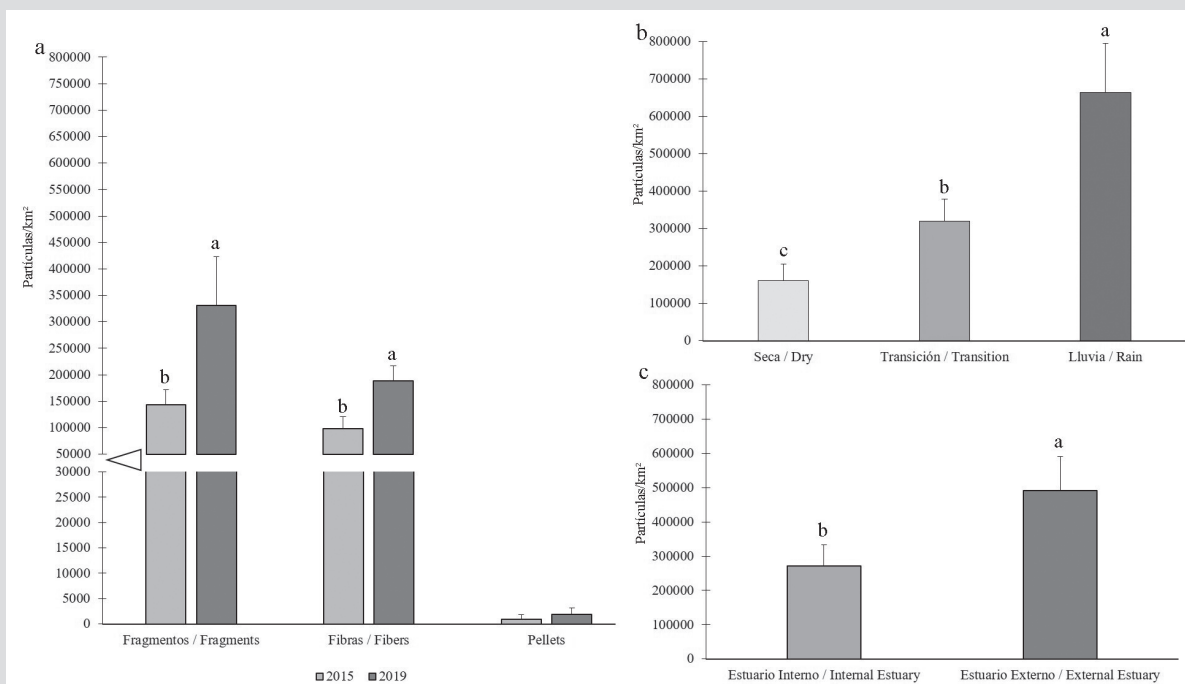 a
800000
750000
700000
650000
600000
550000
500000
450000
400000
350000
300000
250000
200000
150000
100000
50000
30000
25000
20000
15000
10000
5000
0
Partículas/km²
b
a
b
a
Fragmentos / Fragments
Fibras / Fibers
Pellets
2015
2019
b
800000
700000
600000
500000
400000
300000
200000
100000
0
Partículas/km²
c
b
a
Seca / Dry
Transición / Transition
Lluvia / Rain
c
800000
700000
600000
500000
400000
300000
200000
100000
0
Partículas/km²
b
a
Estuario Interno / Internal Estuary
Estuario Externo / External Estuary